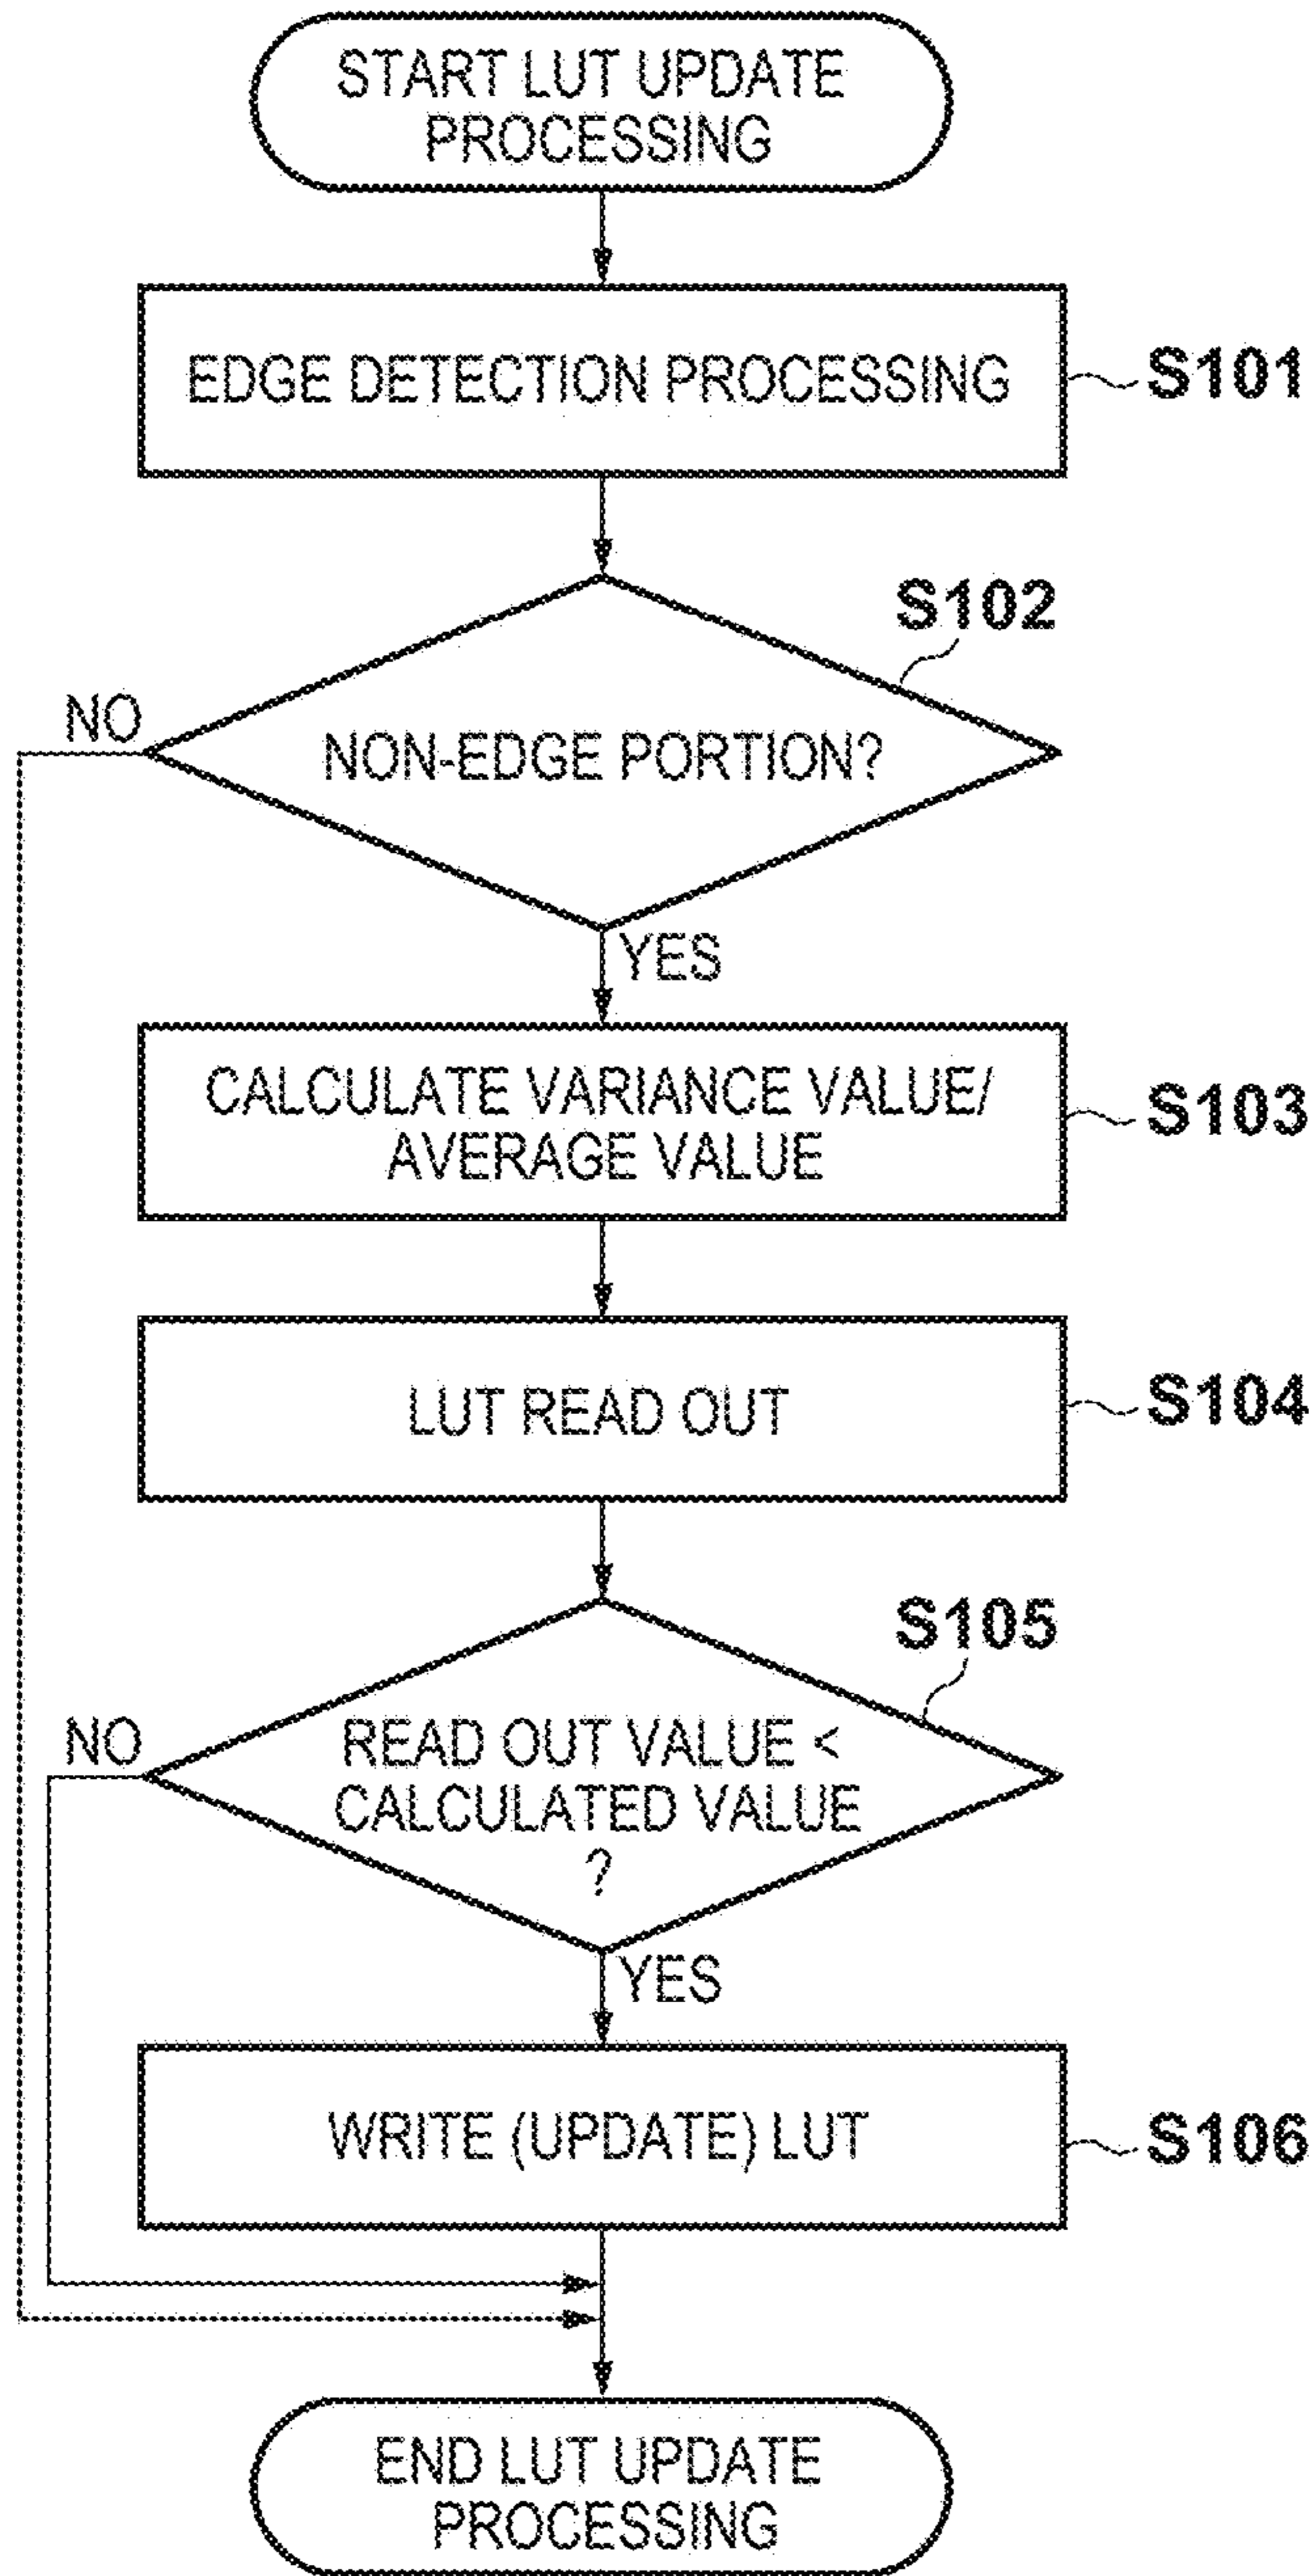 START LUT UPDATE
PROCESSING
EDGE DETECTION PROCESSING
S101
S102
NO
NON-EDGE PORTION?
YES
CALCULATE VARIANCE VALUE/
AVERAGE VALUE
S103
LUT READ OUT
S104
S105
NO
READ OUT VALUE <
CALCULATED VALUE
?
YES
WRITE (UPDATE) LUT
S106
END LUT UPDATE
PROCESSING